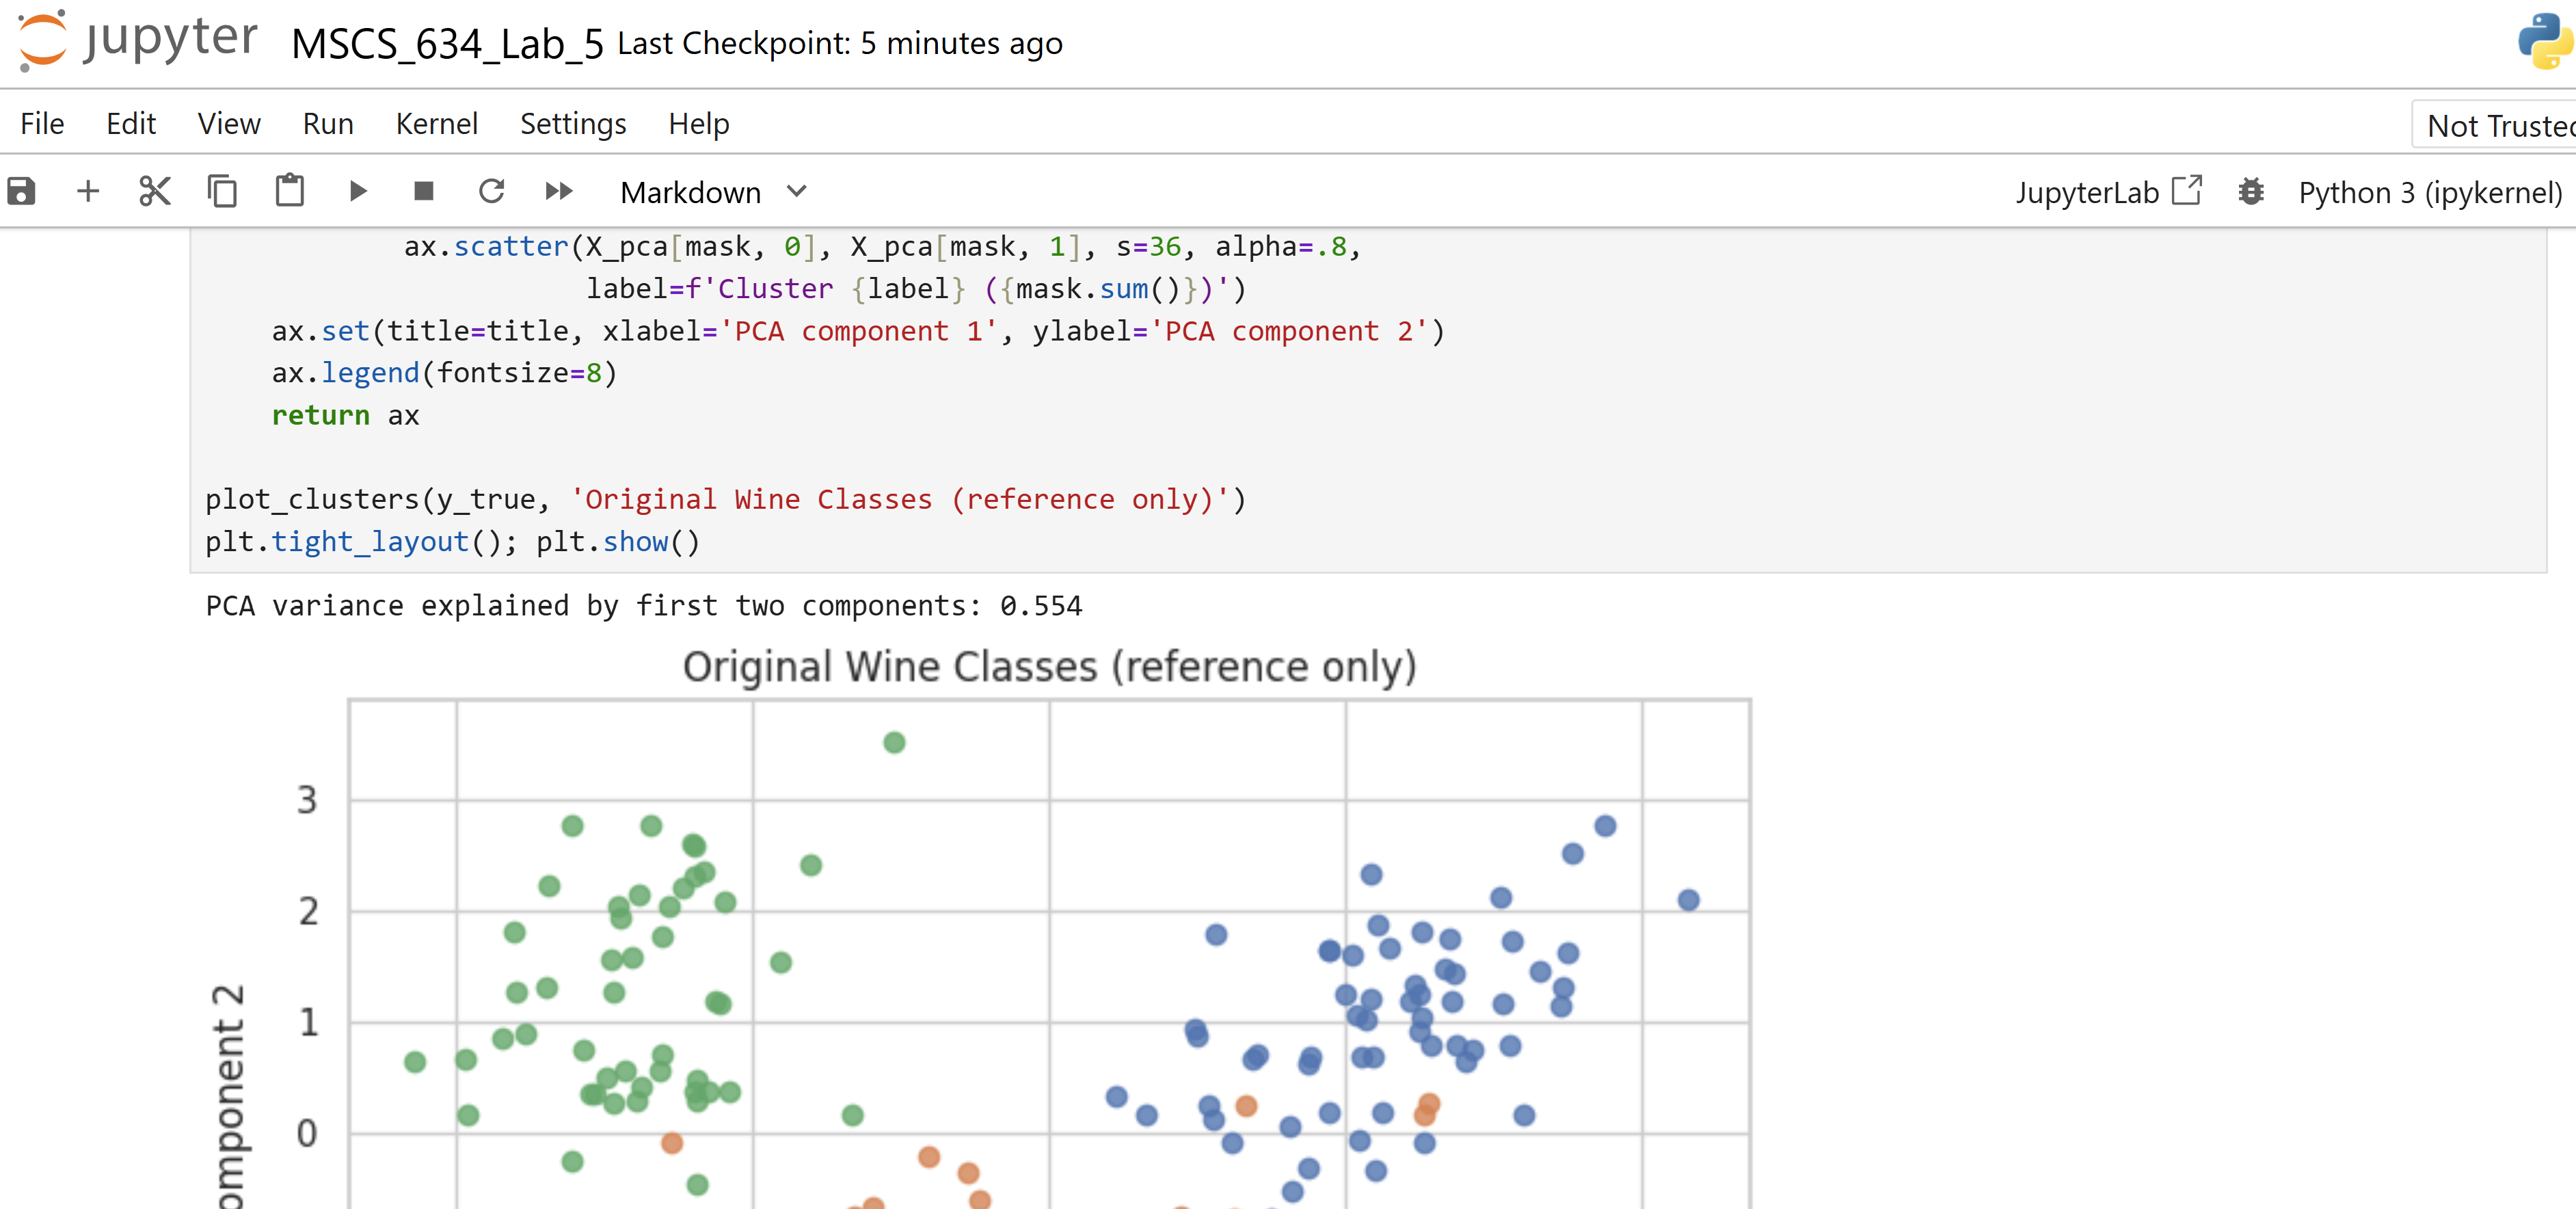 jupyter MSCS_634_Lab_5 Last Checkpoint: 5 minutes ago
File Edit View Run Kernel Settings Help Not Trusted
Markdown JupyterLab Python 3 (ipykernel)
ax.scatter(X_pca[mask, 0], X_pca[mask, 1], s=36, alpha=.8,
label=f'Cluster {label} ({mask.sum()})')
ax.set(title=title, xlabel='PCA component 1', ylabel='PCA component 2')
ax.legend(fontsize=8)
return ax
plot_clusters(y_true, 'Original Wine Classes (reference only)')
plt.tight_layout(); plt.show()
PCA variance explained by first two components: 0.554
Original Wine Classes (reference only)
3
2
1
0
omponent 2